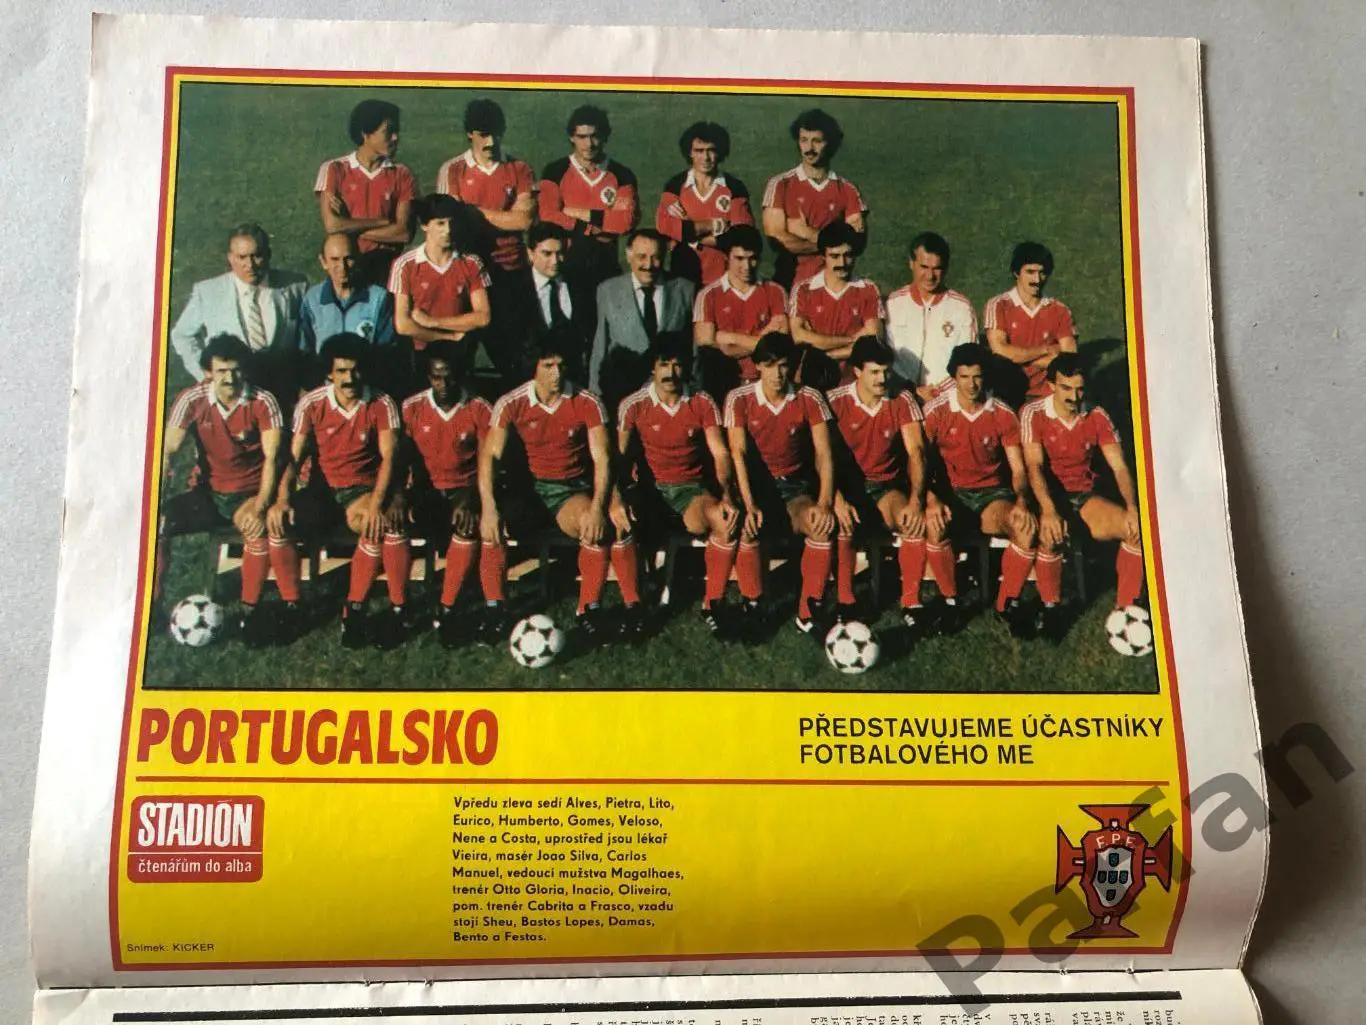 PORTUGALSKO
PŘEDSTAVUJEME ÚČASTNÍKY
FOTBALOVÉHO ME
STADIÓN
čtenářům do alba
Vpředu zleva sedí Alves, Pietra, Lito,
Eurico, Humberto, Gomes, Veloso,
Nene a Costa, uprostřed jsou lékař
Vieira, masér Joao Silva, Carlos
Manuel, vedoucí mužstva Magalhaes,
trenér Otto Gloria, Inacio, Oliveira,
pom. trenér Cabrita a Frasco, vzadu
stojí Sheu, Bastos Lopes, Damas,
Bento a Festas.
Snímek: KICKER
F.P.F.
Parfan